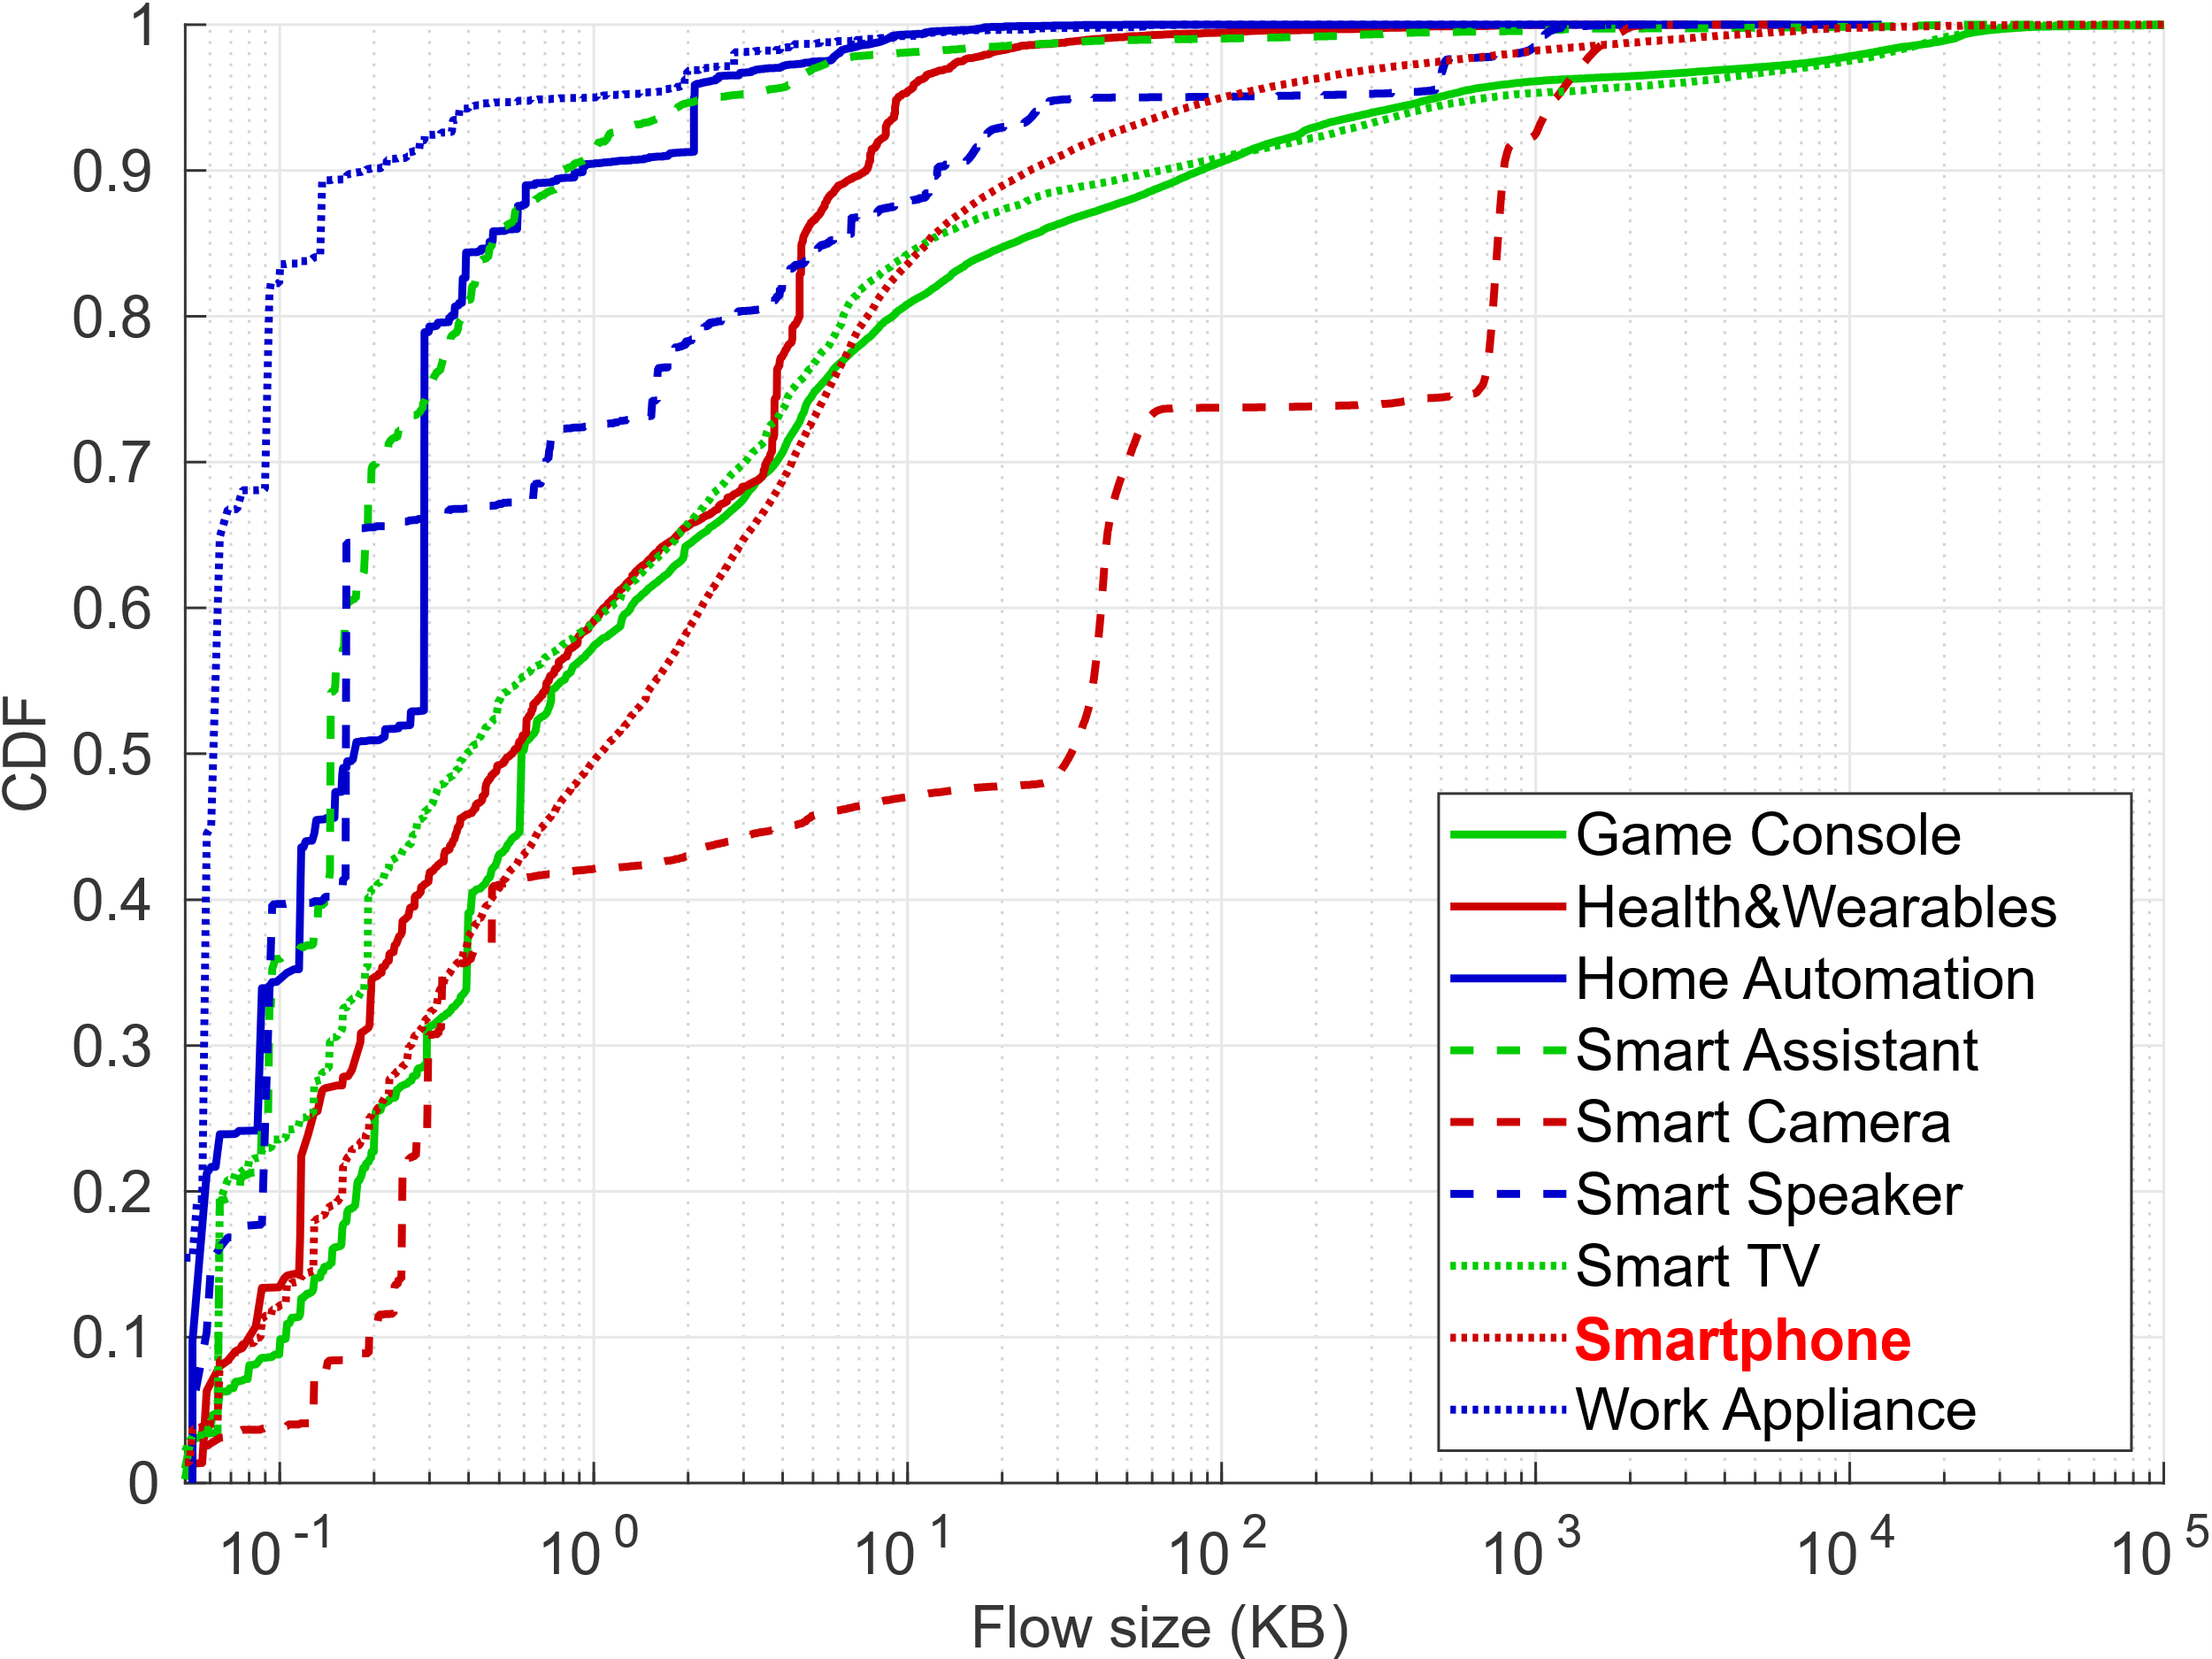 1
0.9
0.8
0.7
0.6
0.5
0.4
0.3
0.2
0.1
0
CDF
10^-1 10^0 10^1 10^2 10^3 10^4 10^5
Flow size (KB)
Game Console
Health&Wearables
Home Automation
Smart Assistant
Smart Camera
Smart Speaker
Smart TV
Smartphone
Work Appliance